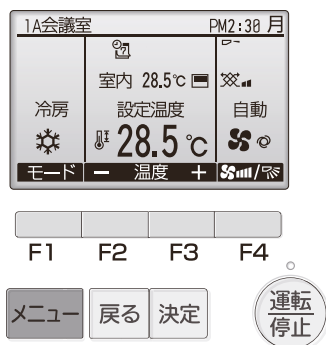 1A会議室 PM2:30 月
室内 28.5℃
冷房 設定温度 自動
28.5℃
モード － 温度 ＋ /
F1 F2 F3 F4
メニュー 戻る 決定 運転
停止